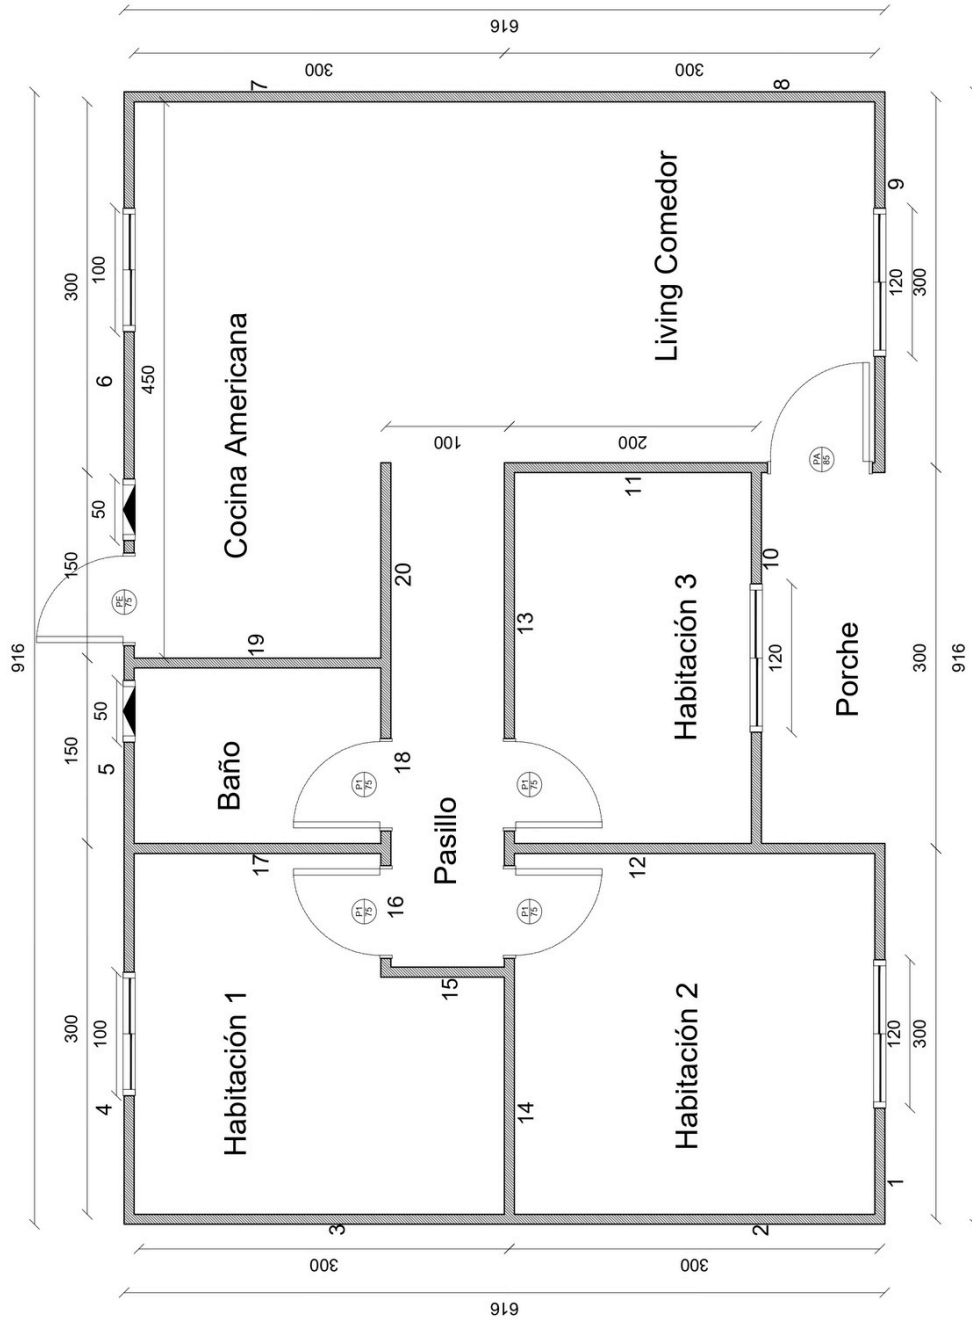 916
300 150 150 300
4 100 5 50 50 6 100
PE
75
450
Habitación 1 Baño Cocina Americana
17 19 7
3 300 300
P1
75
P1
75
16 18 20
Pasillo
100
15
616 616
P1
75
P1
75
14 13
12 11
200
Habitación 2 Habitación 3 Living Comedor
300 300
2 10 8
120
PA
85
Porche
1 120 120 9
300 300 300
916